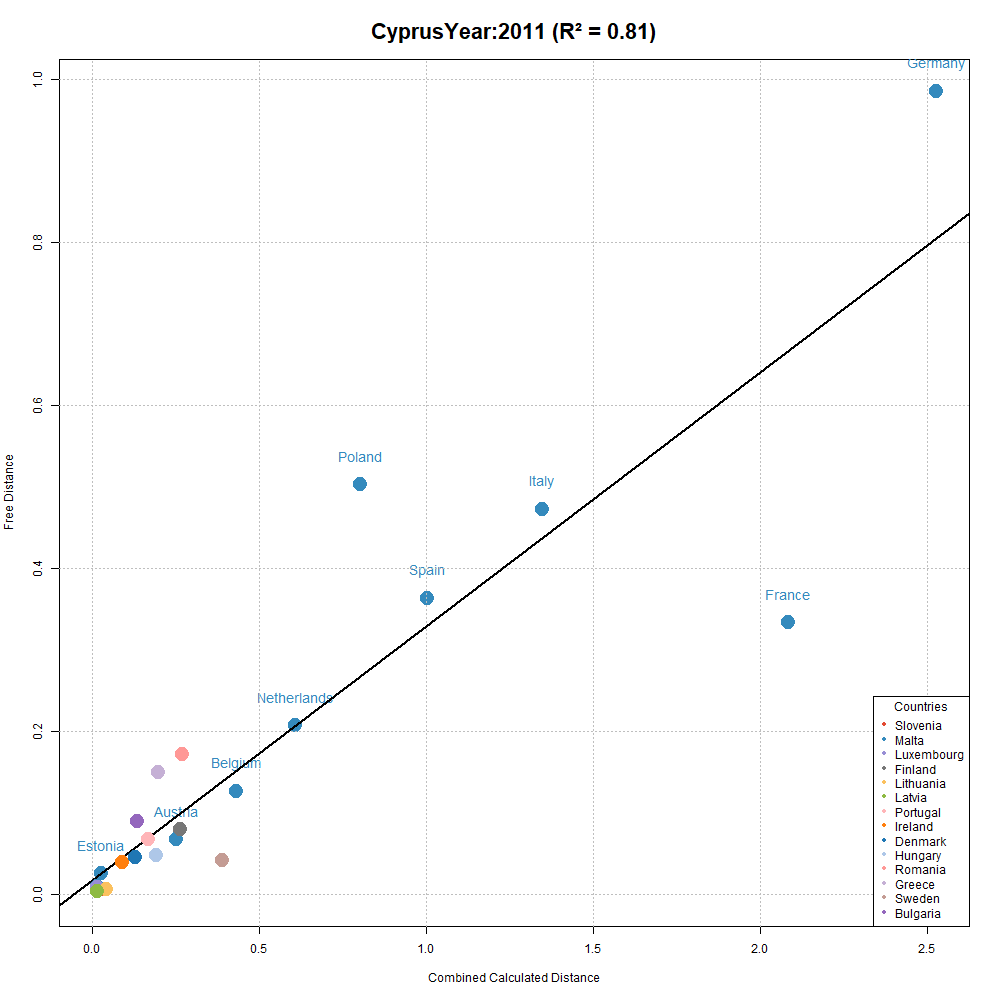 CyprusYear:2011 (R² = 0.81)
Germany
Poland
Italy
Spain
France
Netherlands
Belgium
Austria
Estonia
Free Distance
1.0
0.8
0.6
0.4
0.2
0.0
0.0 0.5 1.0 1.5 2.0 2.5
Combined Calculated Distance
Countries
Slovenia
Malta
Luxembourg
Finland
Lithuania
Latvia
Portugal
Ireland
Denmark
Hungary
Romania
Greece
Sweden
Bulgaria